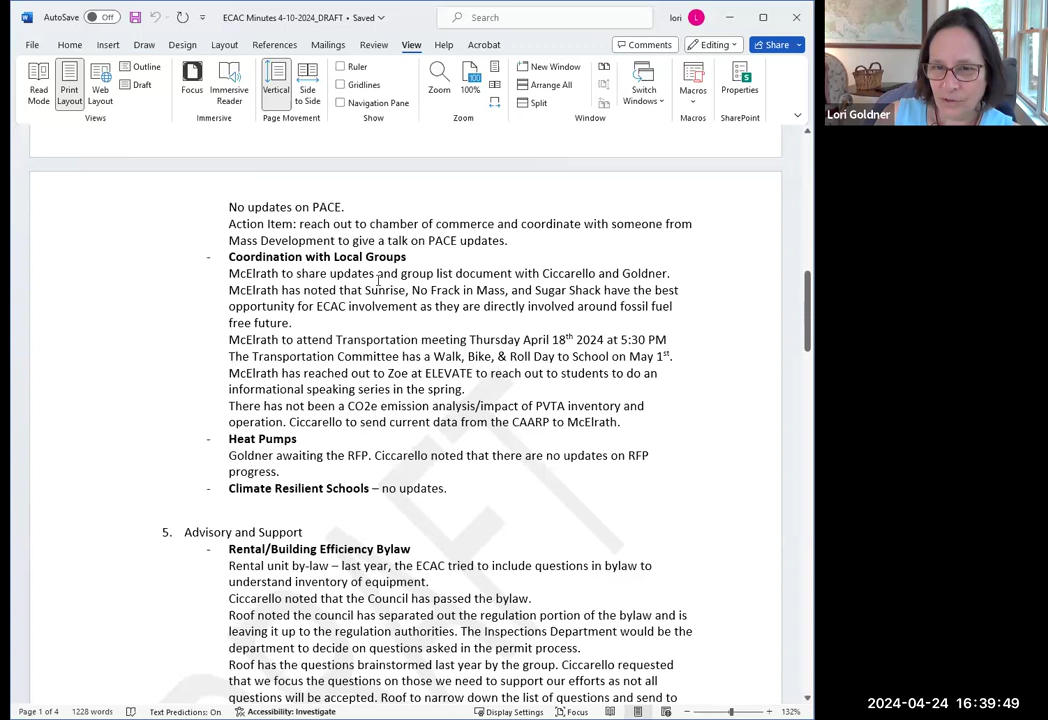 AutoSave Off ECAC Minutes 4-10-2024_DRAFT • Saved Search lori L
File Home Insert Draw Design Layout References Mailings Review View Help Acrobat Comments Editing Share
Read Mode Print Layout Web Layout Outline Draft Focus Immersive Reader Vertical Side to Side Ruler Gridlines Navigation Pane Zoom 100% New Window Arrange All Split Switch Windows Macros Properties
Views Immersive Page Movement Show Zoom Window Macros SharePoint
Lori Goldner
No updates on PACE.
Action Item: reach out to chamber of commerce and coordinate with someone from
Mass Development to give a talk on PACE updates.
- Coordination with Local Groups
McElrath to share updates and group list document with Ciccarello and Goldner.
McElrath has noted that Sunrise, No Frack in Mass, and Sugar Shack have the best
opportunity for ECAC involvement as they are directly involved around fossil fuel
free future.
McElrath to attend Transportation meeting Thursday April 18th 2024 at 5:30 PM
The Transportation Committee has a Walk, Bike, & Roll Day to School on May 1st.
McElrath has reached out to Zoe at ELEVATE to reach out to students to do an
informational speaking series in the spring.
There has not been a CO2e emission analysis/impact of PVTA inventory and
operation. Ciccarello to send current data from the CAARP to McElrath.
- Heat Pumps
Goldner awaiting the RFP. Ciccarello noted that there are no updates on RFP
progress.
- Climate Resilient Schools – no updates.
5. Advisory and Support
- Rental/Building Efficiency Bylaw
Rental unit by-law – last year, the ECAC tried to include questions in bylaw to
understand inventory of equipment.
Ciccarello noted that the Council has passed the bylaw.
Roof noted the council has separated out the regulation portion of the bylaw and is
leaving it up to the regulation authorities. The Inspections Department would be the
department to decide on questions asked in the permit process.
Roof has the questions brainstormed last year by the group. Ciccarello requested
that we focus the questions on those we need to support our efforts as not all
questions will be accepted. Roof to narrow down the list of questions and send to
DRAFT
Page 1 of 4 1228 words Text Predictions: On Accessibility: Investigate Display Settings Focus 132%
2024-04-24 16:39:49